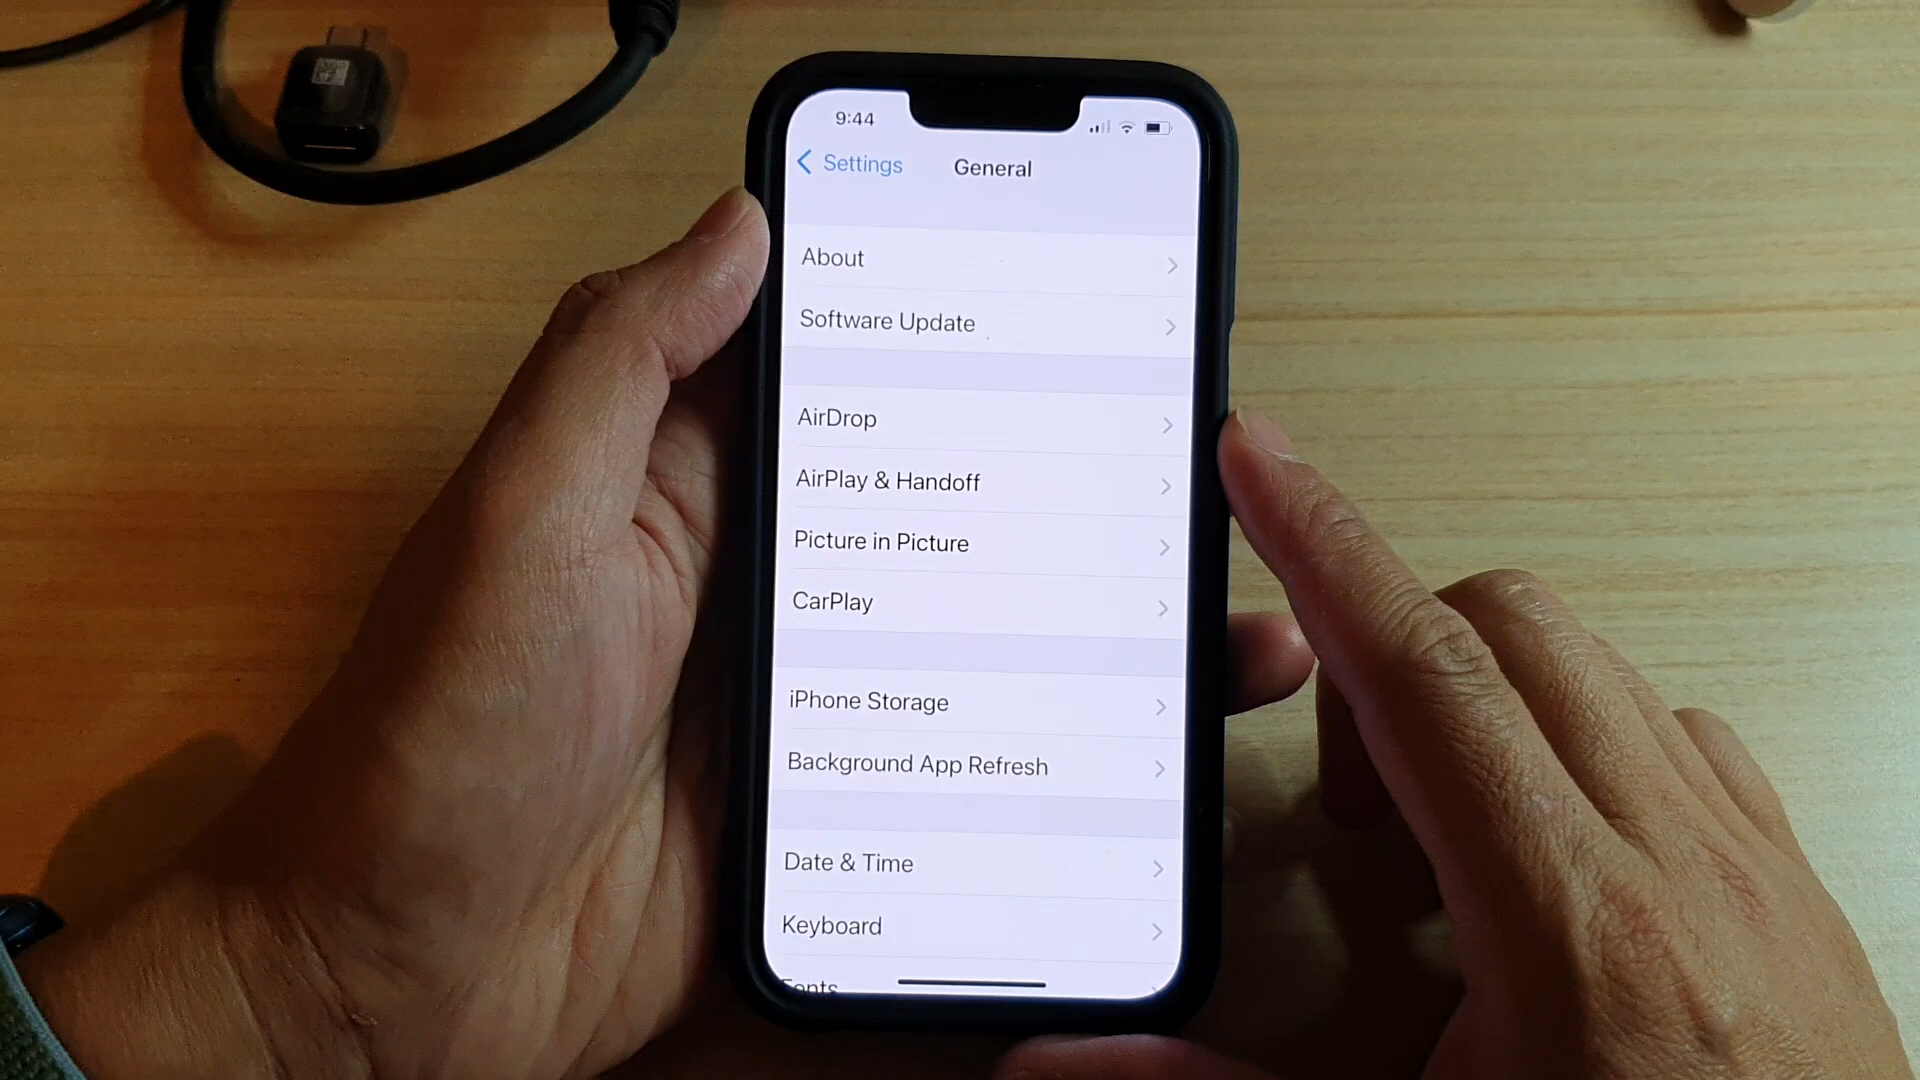 9:44
Settings
General
About
Software Update
AirDrop
AirPlay & Handoff
Picture in Picture
CarPlay
iPhone Storage
Background App Refresh
Date & Time
Keyboard
Fonts